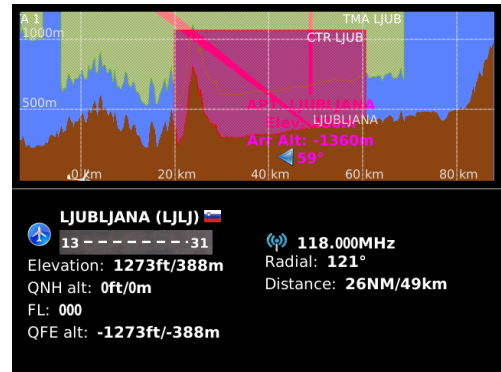 A 1
TMA LJUB
1000m
CTR LJUB
500m
LJUBLJANA
LJUBLJANA
Arr Alt: -1360m
59°
0 km
20 km
40 km
60 km
80 km
LJUBLJANA (LJLJ)
13 - - - - - - - 31
118.000MHz
Elevation: 1273ft/388m
Radial: 121°
QNH alt: 0ft/0m
Distance: 26NM/49km
FL: 000
QFE alt: -1273ft/-388m